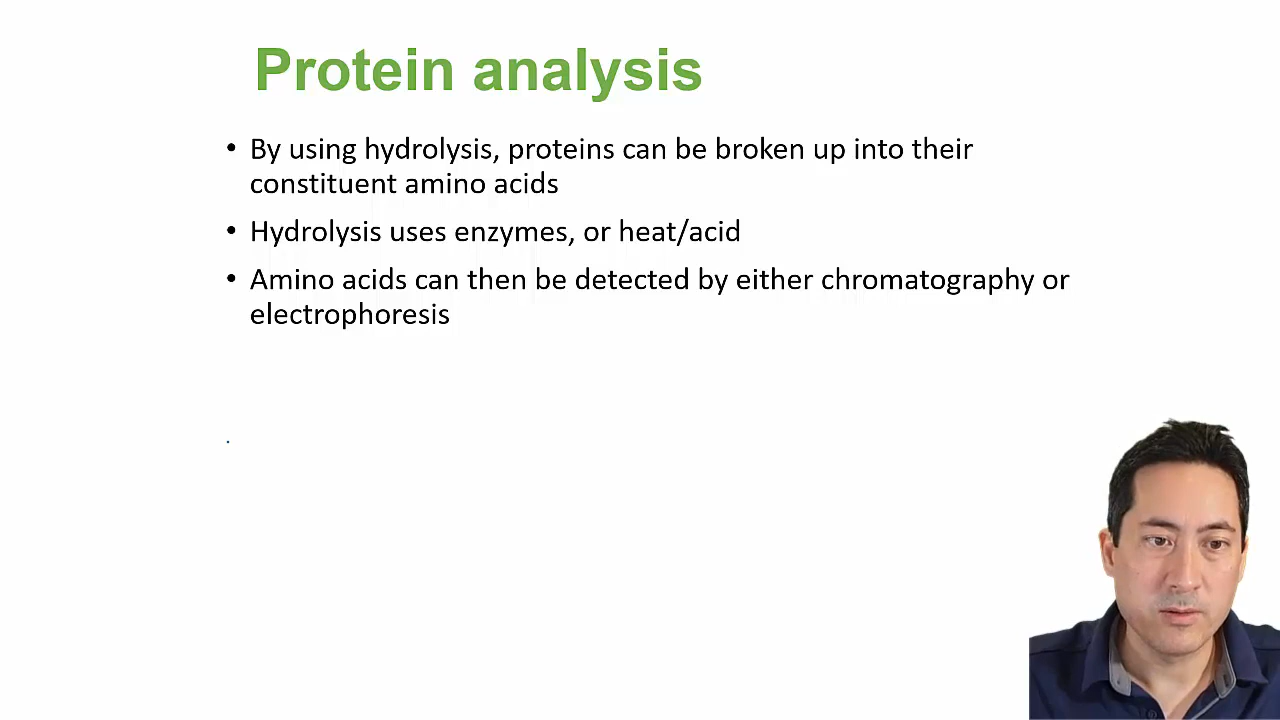 Protein analysis
• By using hydrolysis, proteins can be broken up into their
constituent amino acids
• Hydrolysis uses enzymes, or heat/acid
• Amino acids can then be detected by either chromatography or
electrophoresis
.